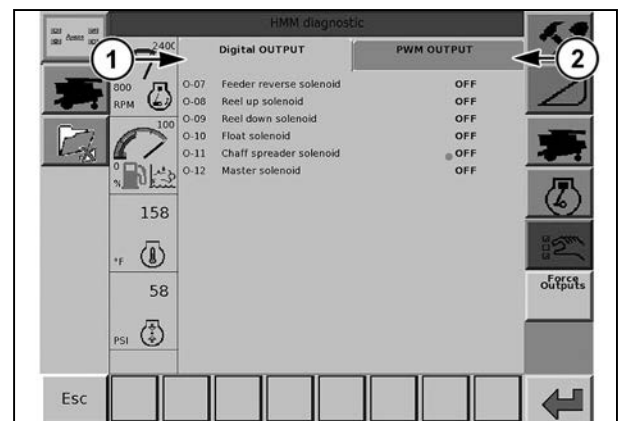 HMM diagnostic
1
2
Digital OUTPUT
PWM OUTPUT
2400
800
RPM
O-07 Feeder reverse solenoid OFF
O-08 Reel up solenoid OFF
O-09 Reel down solenoid OFF
O-10 Float solenoid OFF
O-11 Chaff spreader solenoid OFF
O-12 Master solenoid OFF
100
0
%
158
°F
58
PSI
Force
Outputs
Esc